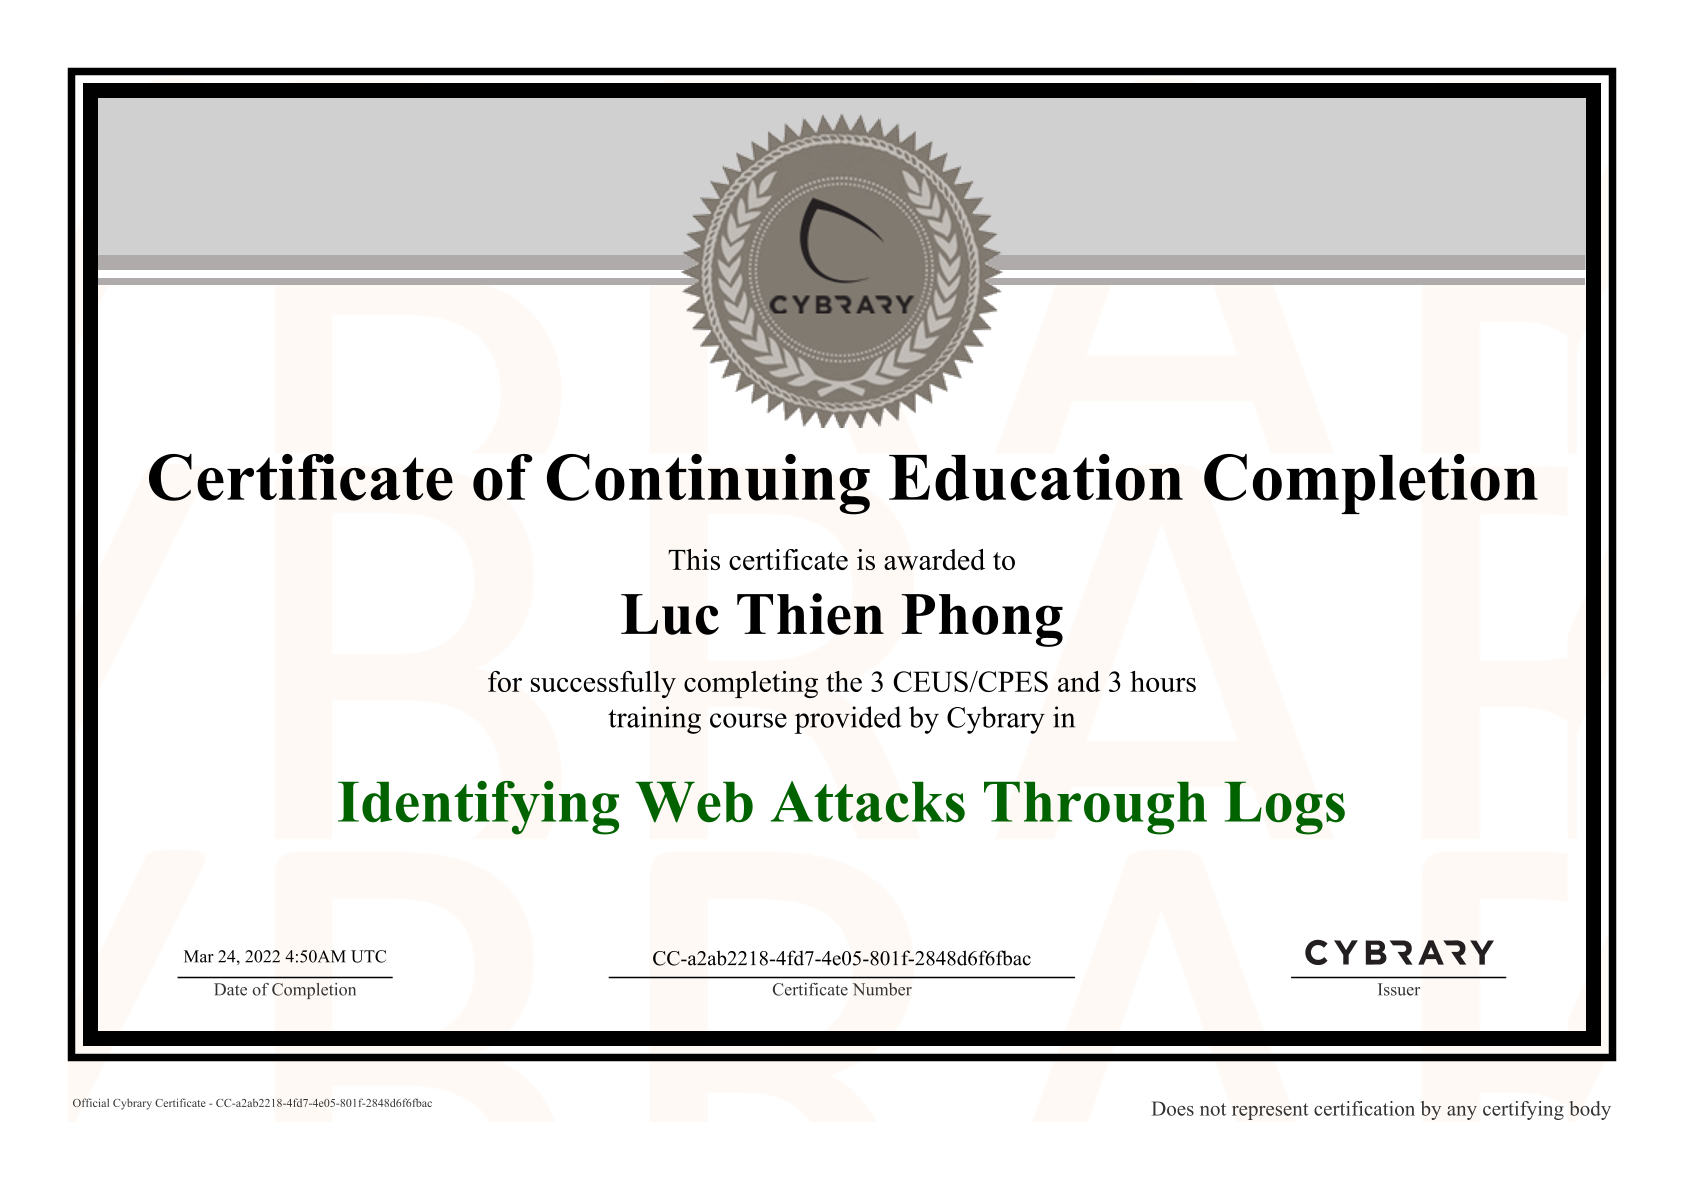 CYBRARY
Certificate of Continuing Education Completion
This certificate is awarded to
Luc Thien Phong
for successfully completing the 3 CEUS/CPES and 3 hours
training course provided by Cybrary in
Identifying Web Attacks Through Logs
Mar 24, 2022 4:50AM UTC
Date of Completion
CC-a2ab2218-4fd7-4e05-801f-2848d6f6fbac
Certificate Number
CYBRARY
Issuer
Official Cybrary Certificate - CC-a2ab2218-4fd7-4e05-801f-2848d6f6fbac
Does not represent certification by any certifying body